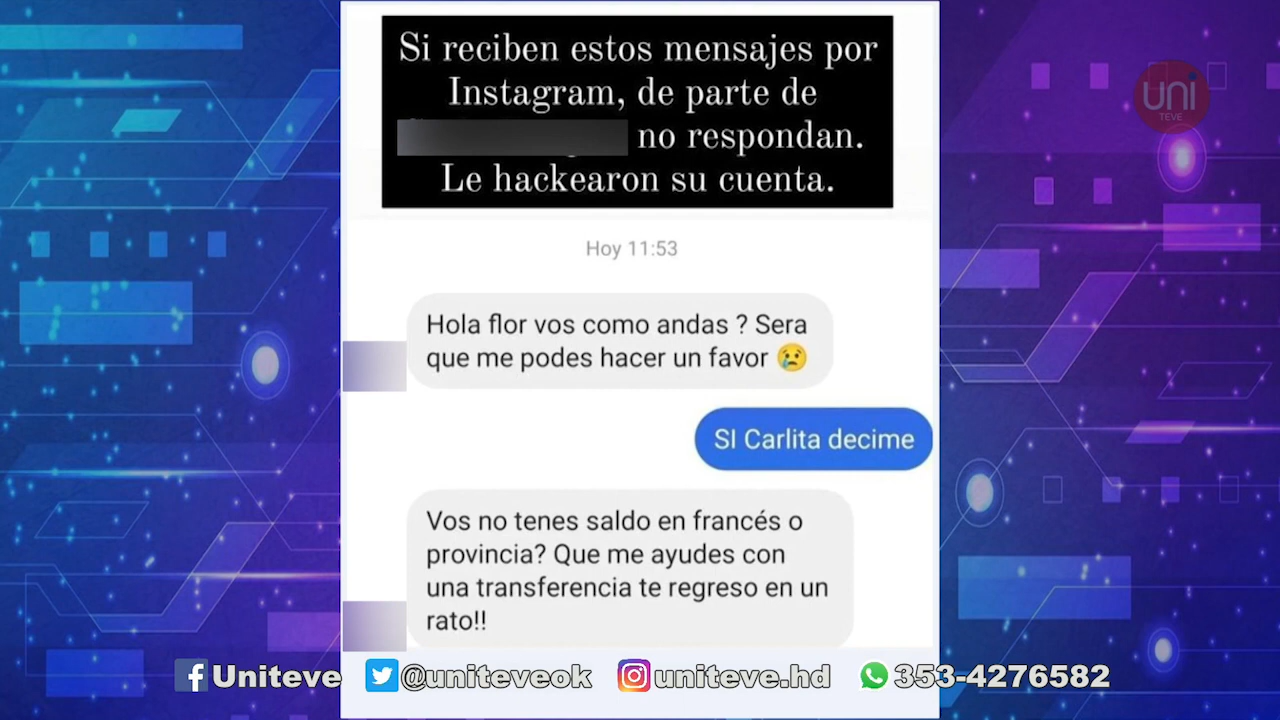 Si reciben estos mensajes por
Instagram, de parte de
no respondan.
Le hackearon su cuenta.
uni
TEVE
Hoy 11:53
Hola flor vos como andas ? Sera
que me podes hacer un favor 😢
SI Carlita decime
Vos no tenes saldo en francés o
provincia? Que me ayudes con
una transferencia te regreso en un
rato!!
Uniteve @uniteveok uniteve.hd 353-4276582